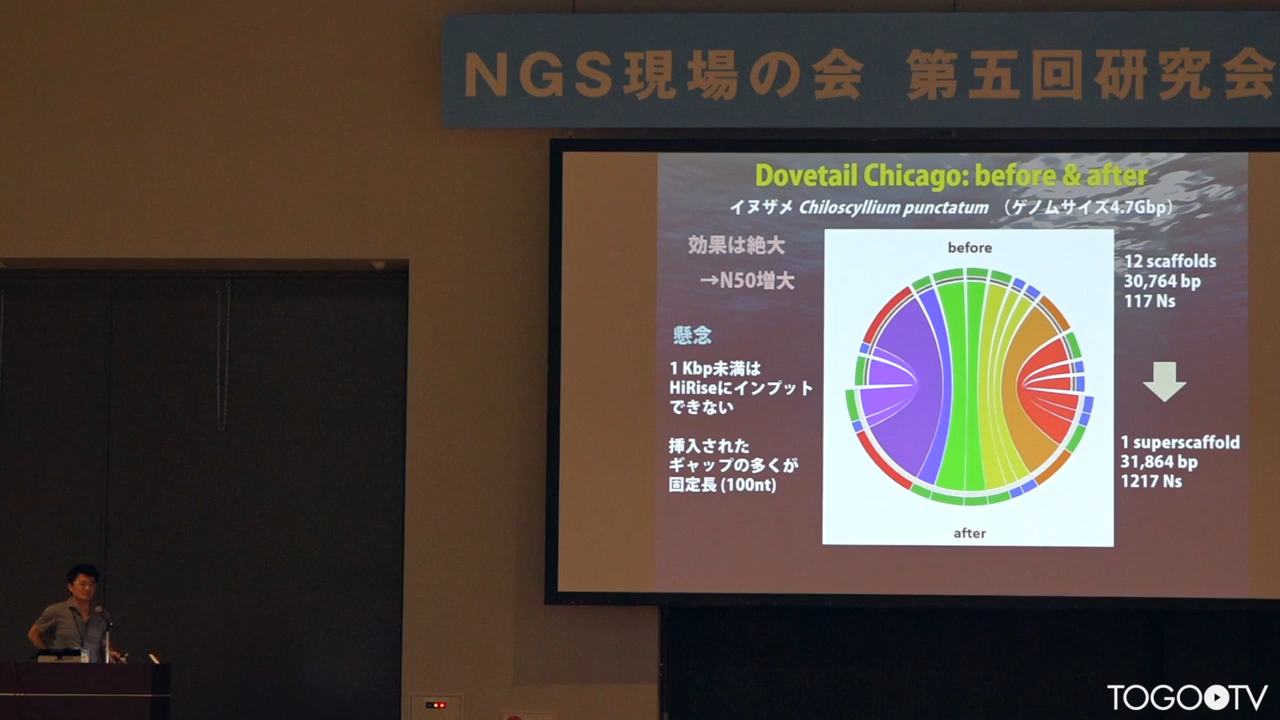 NGS現場の会 第五回研究会
Dovetail Chicago: before & after
イヌザメ Chiloscyllium punctatum （ゲノムサイズ4.7Gbp）
効果は絶大
→N50増大
懸念
1 Kbp未満は
HiRiseにインプット
できない
挿入された
ギャップの多くが
固定長 (100nt)
before
after
12 scaffolds
30,764 bp
117 Ns
1 superscaffold
31,864 bp
1217 Ns
TOGOTV